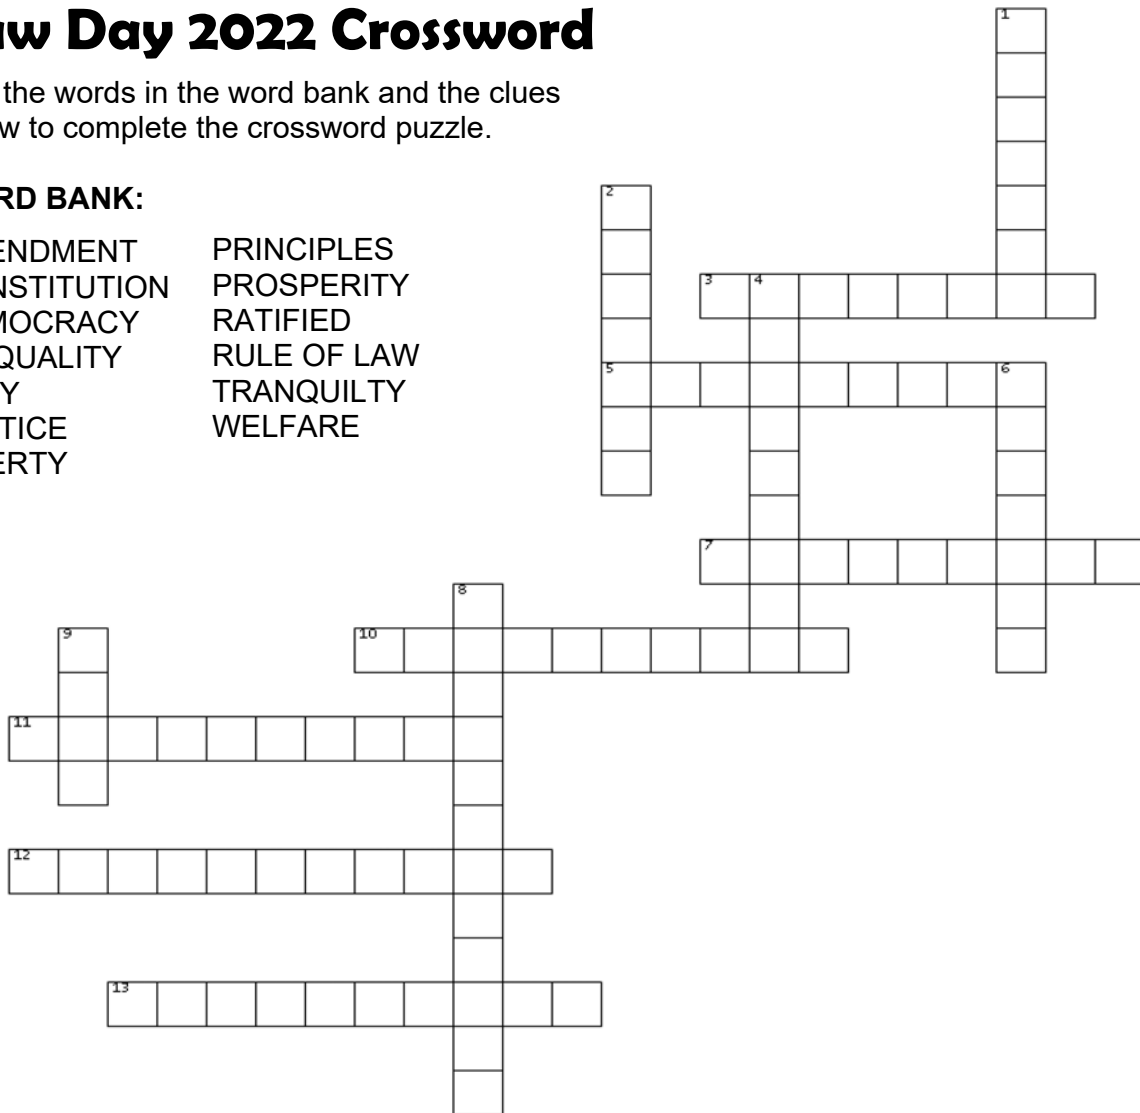 aw Day 2022 Crossword
the words in the word bank and the clues
w to complete the crossword puzzle.
RD BANK:
ENDMENT
NSTITUTION
MOCRACY
QUALITY
Y
TICE
ERTY
PRINCIPLES
PROSPERITY
RATIFIED
RULE OF LAW
TRANQUILTY
WELFARE
1
2
3 4
5 6
7
8
9 10
11
12
13